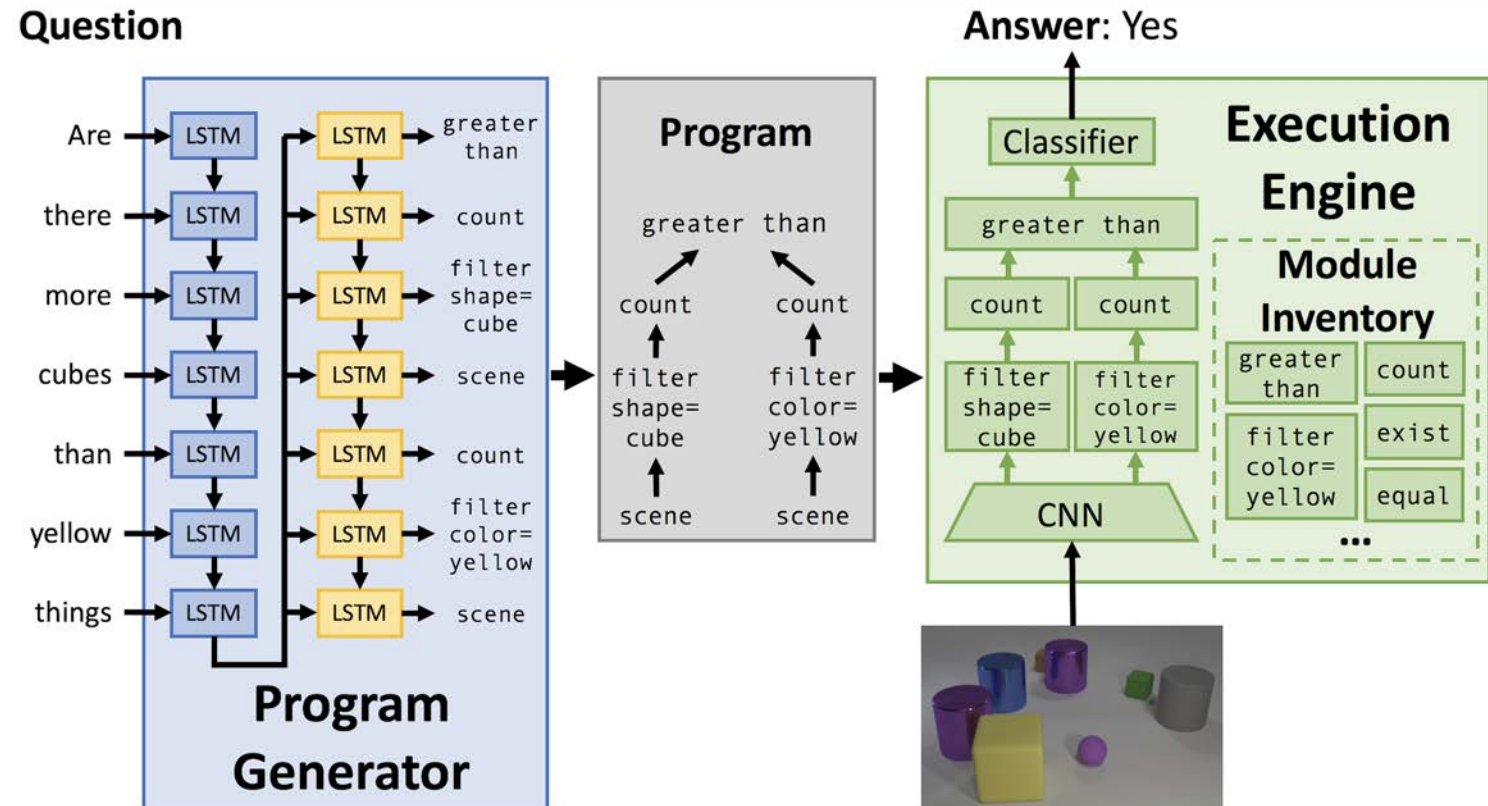 Question
Answer: Yes
Are
there
more
cubes
than
yellow
things
LSTM
LSTM
LSTM
LSTM
LSTM
LSTM
LSTM
LSTM
LSTM
LSTM
LSTM
LSTM
LSTM
LSTM
greater
than
count
filter
shape=
cube
scene
count
filter
color=
yellow
scene
Program
Generator
Program
greater than
count
count
filter
shape=
cube
filter
color=
yellow
scene
scene
Execution
Engine
Classifier
greater than
count
count
filter
shape=
cube
filter
color=
yellow
CNN
Module
Inventory
greater
than
count
filter
color=
yellow
exist
equal
...